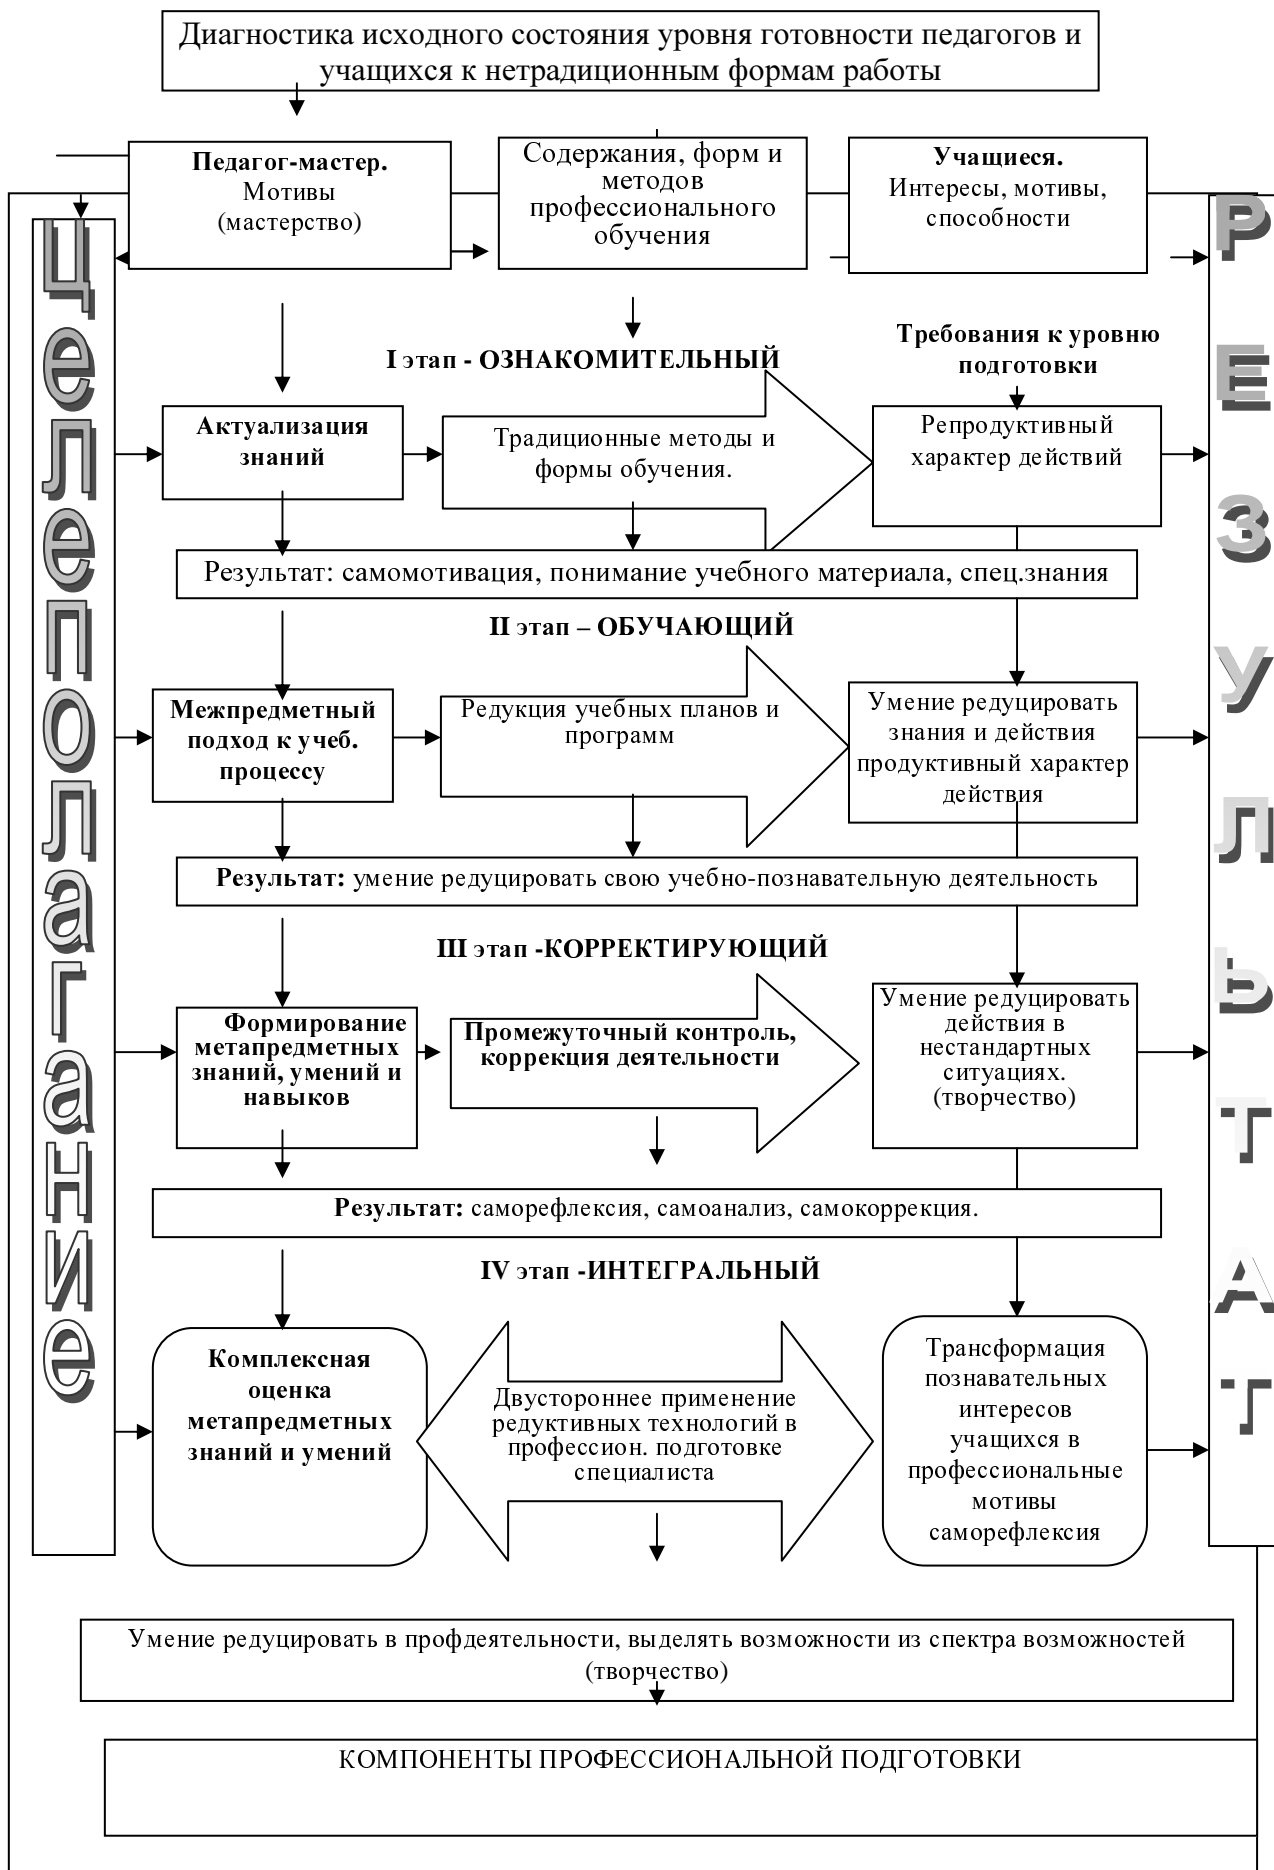 Диагностика исходного состояния уровня готовности педагогов и
учащихся к нетрадиционным формам работы
Педагог-мастер.
Мотивы
(мастерство)
Содержания, форм и
методов
профессионального
обучения
Учащиеся.
Интересы, мотивы,
способности
Целеполагание
РЕЗУЛЬТАТ
I этап - ОЗНАКОМИТЕЛЬНЫЙ
Требования к уровню
подготовки
Актуализация
знаний
Традиционные методы и
формы обучения.
Репродуктивный
характер действий
Результат: самомотивация, понимание учебного материала, спец.знания
II этап – ОБУЧАЮЩИЙ
Межпредметный
подход к учеб.
процессу
Редукция учебных планов и
программ
Умение редуцировать
знания и действия
продуктивный характер
действия
Результат: умение редуцировать свою учебно-познавательную деятельность
III этап -КОРРЕКТИРУЮЩИЙ
Формирование
метапредметных
знаний, умений и
навыков
Промежуточный контроль,
коррекция деятельности
Умение редуцировать
действия в
нестандартных
ситуациях.
(творчество)
Результат: саморефлексия, самоанализ, самокоррекция.
IV этап -ИНТЕГРАЛЬНЫЙ
Комплексная
оценка
метапредметных
знаний и умений
Двустороннее применение
редуктивных технологий в
профессион. подготовке
специалиста
Трансформация
познавательных
интересов
учащихся в
профессиональные
мотивы
саморефлексия
Умение редуцировать в профдеятельности, выделять возможности из спектра возможностей
(творчество)
КОМПОНЕНТЫ ПРОФЕССИОНАЛЬНОЙ ПОДГОТОВКИ